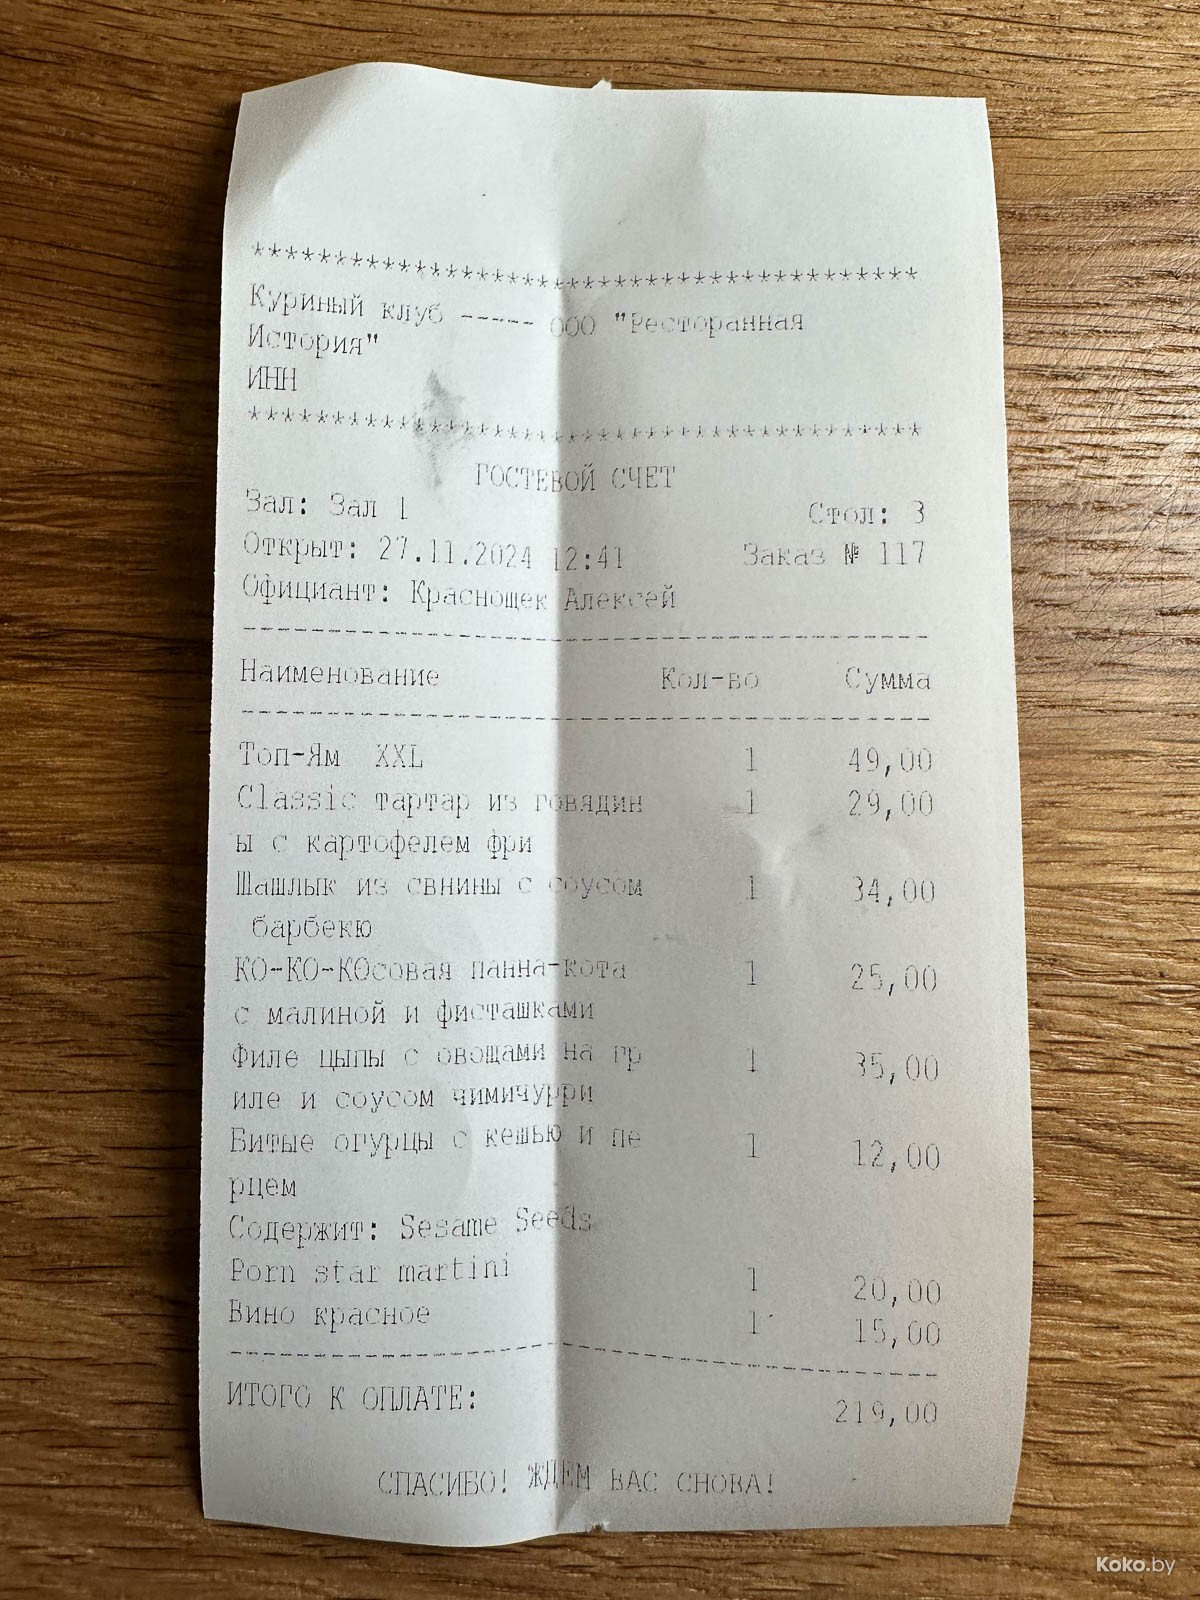 *****************************************
Куриный клуб ----- ООО "Ресторанная
История"
ИНН
*****************************************
ГОСТЕВОЙ СЧЕТ
Зал: Зал 1 Стол: 3
Открыт: 27.11.2024 12:41 Заказ № 117
Официант: Краснощек Алексей
-----------------------------------------
Наименование Кол-во Сумма
-----------------------------------------
Топ-Ям XXL 1 49,00
Classic тартар из говядин 1 29,00
ы с картофелем фри
Шашлык из свнины с соусом 1 34,00
барбекю
КО-КО-КОсовая панна-кота 1 25,00
с малиной и фисташками
Филе цыпы с овощами на гр 1 35,00
иле и соусом чимичурри
Битые огурцы с кешью и пе 1 12,00
рцем
Содержит: Sesame Seeds
Porn star martini 1 20,00
Вино красное 1 15,00
-----------------------------------------
ИТОГО К ОПЛАТЕ: 219,00
СПАСИБО! ЖДЕМ ВАС СНОВА!
Koko.by